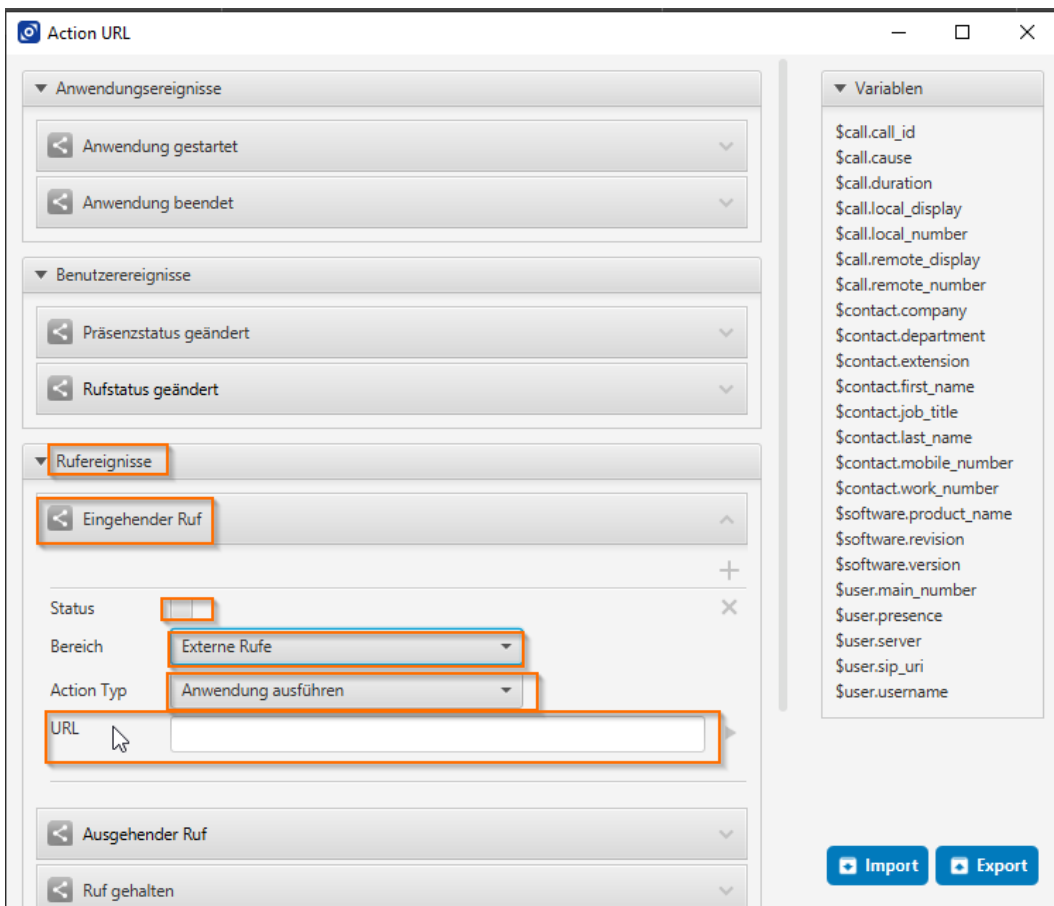 Action URL
Anwendungsereignisse
Anwendung gestartet
Anwendung beendet
Benutzerereignisse
Präsenzstatus geändert
Rufstatus geändert
Rufereignisse
Eingehender Ruf
Status
Bereich
Externe Rufe
Action Typ
Anwendung ausführen
URL
Ausgehender Ruf
Ruf gehalten
Variablen
$call.call_id
$call.cause
$call.duration
$call.local_display
$call.local_number
$call.remote_display
$call.remote_number
$contact.company
$contact.department
$contact.extension
$contact.first_name
$contact.job_title
$contact.last_name
$contact.mobile_number
$contact.work_number
$software.product_name
$software.revision
$software.version
$user.main_number
$user.presence
$user.server
$user.sip_uri
$user.username
Import
Export